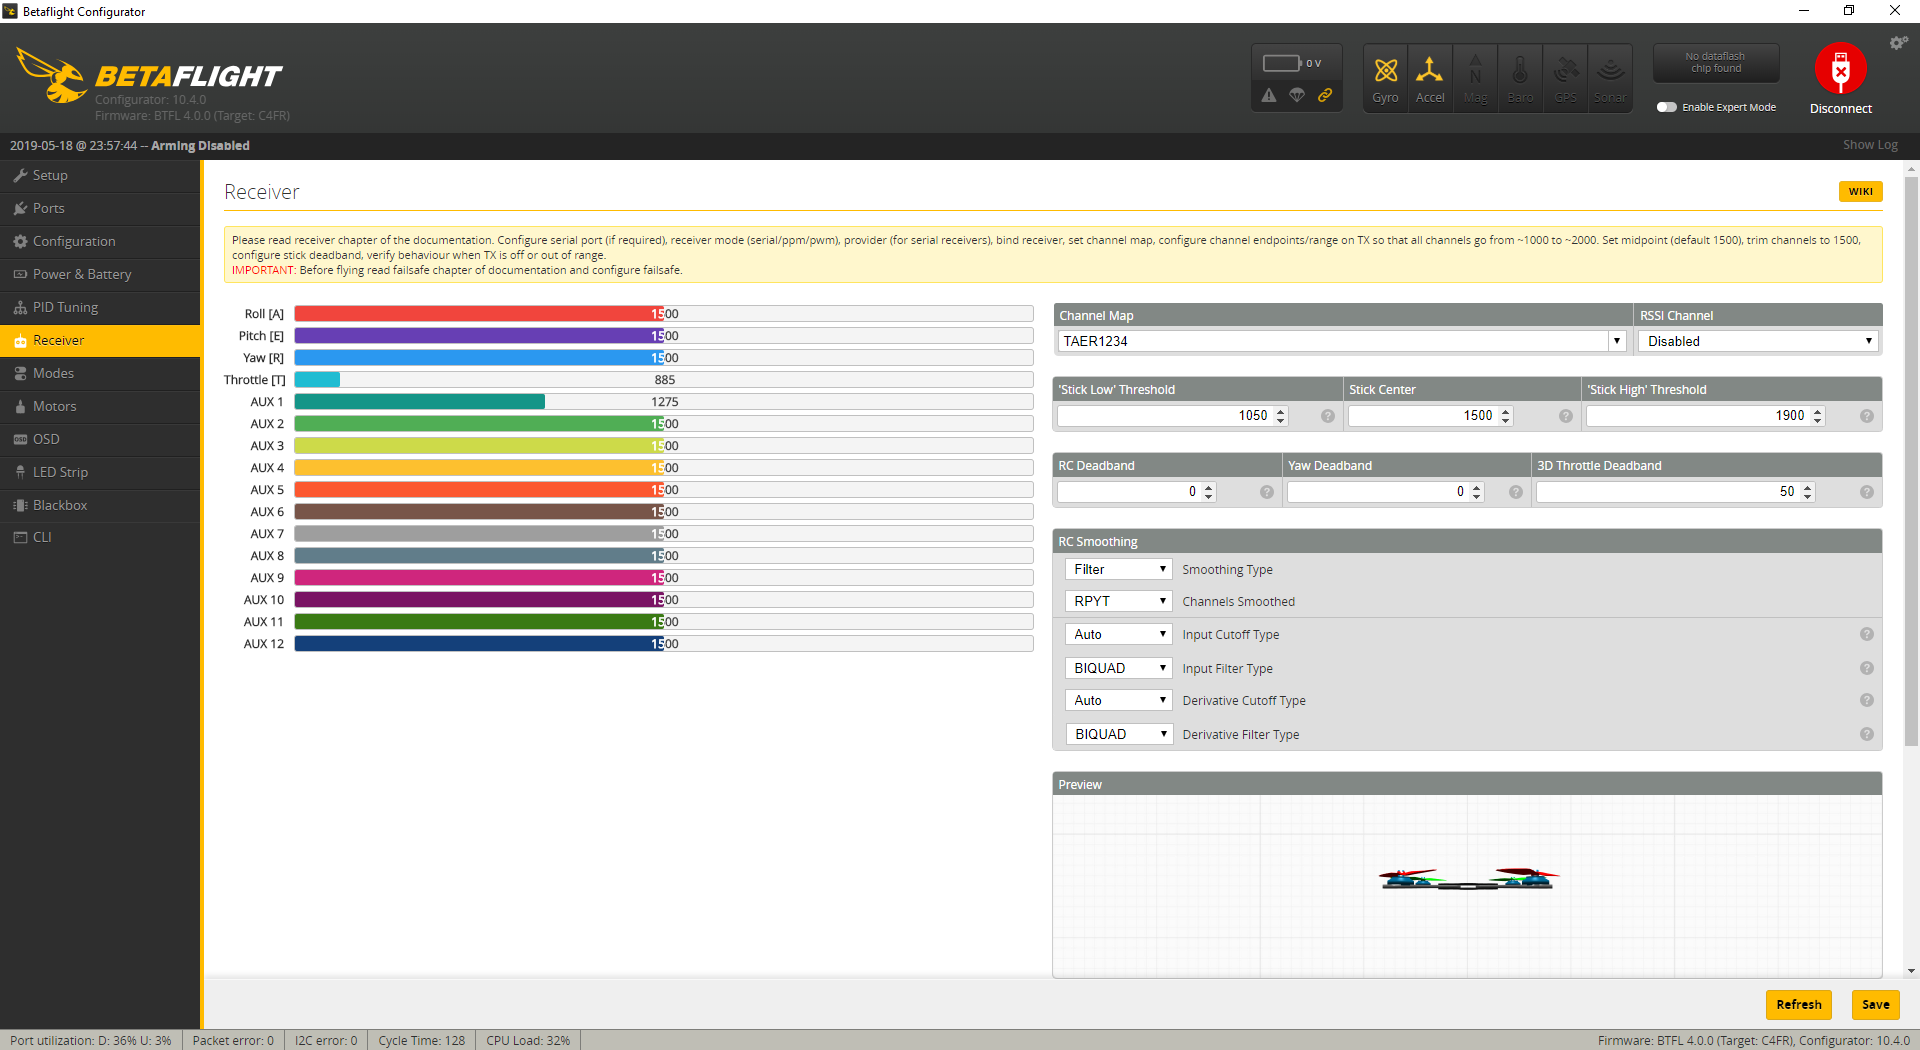 Betaflight Configurator
BETAFLIGHT
Configurator: 10.4.0
Firmware: BTFL 4.0.0 (Target: C4FR)
0 V
Gyro
Accel
Mag
Baro
GPS
Sonar
No dataflash
chip found
Enable Expert Mode
Disconnect
2019-05-18 @ 23:57:44 -- Arming Disabled
Show Log
Setup
Ports
Configuration
Power & Battery
PID Tuning
Receiver
Modes
Motors
OSD
LED Strip
Blackbox
CLI
Receiver
WIKI
Please read receiver chapter of the documentation. Configure serial port (if required), receiver mode (serial/ppm/pwm), provider (for serial receivers), bind receiver, set channel map, configure channel endpoints/range on TX so that all channels go from ~1000 to ~2000. Set midpoint (default 1500), trim channels to 1500,
configure stick deadband, verify behaviour when TX is off or out of range.
IMPORTANT: Before flying read failsafe chapter of documentation and configure failsafe.
Roll [A] 1500
Pitch [E] 1500
Yaw [R] 1500
Throttle [T] 885
AUX 1 1275
AUX 2 1500
AUX 3 1500
AUX 4 1500
AUX 5 1500
AUX 6 1500
AUX 7 1500
AUX 8 1500
AUX 9 1500
AUX 10 1500
AUX 11 1500
AUX 12 1500
Channel Map RSSI Channel
TAER1234 Disabled
'Stick Low' Threshold Stick Center 'Stick High' Threshold
1050 1500 1900
RC Deadband Yaw Deadband 3D Throttle Deadband
0 0 50
RC Smoothing
Filter Smoothing Type
RPYT Channels Smoothed
Auto Input Cutoff Type
BIQUAD Input Filter Type
Auto Derivative Cutoff Type
BIQUAD Derivative Filter Type
Preview
Refresh Save
Port utilization: D: 36% U: 3% Packet error: 0 I2C error: 0 Cycle Time: 128 CPU Load: 32% Firmware: BTFL 4.0.0 (Target: C4FR), Configurator: 10.4.0